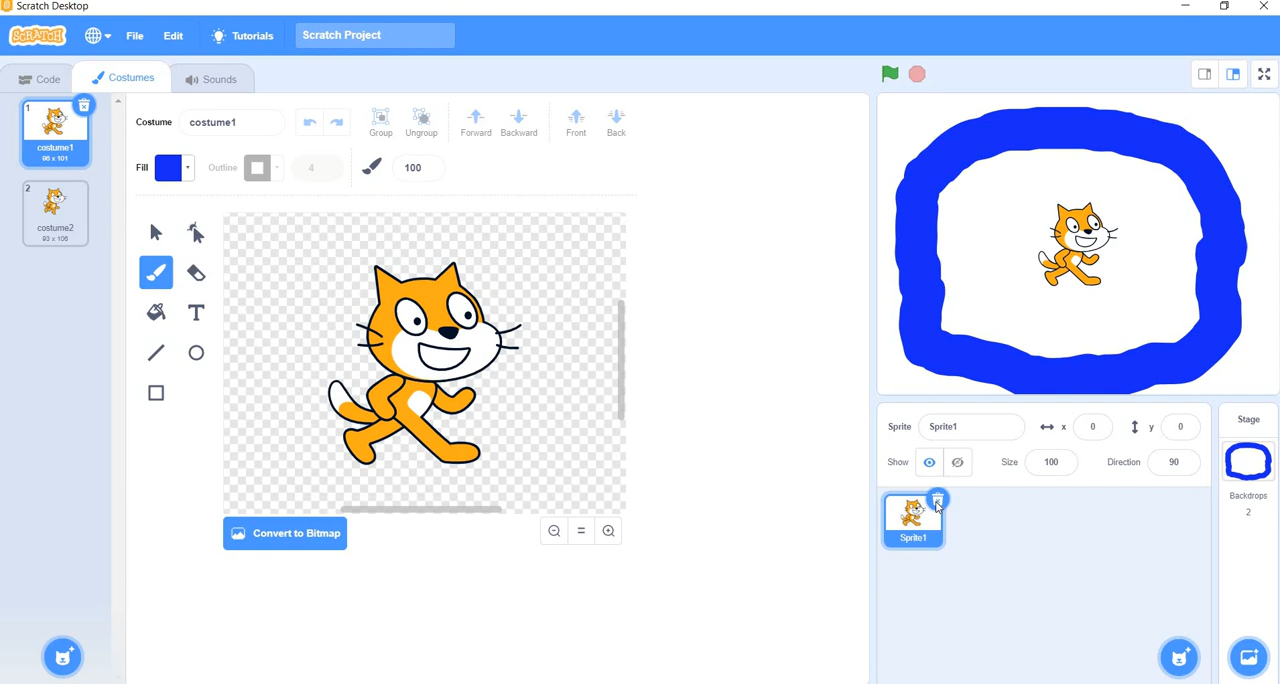 Scratch Desktop
SCRATCH
File
Edit
Tutorials
Scratch Project
Code
Costumes
Sounds
1
costume1
96 x 101
2
costume2
93 x 106
Costume
costume1
Group
Ungroup
Forward
Backward
Front
Back
Fill
Outline
4
100
T
Convert to Bitmap
Sprite
Sprite1
x
0
y
0
Show
Size
100
Direction
90
Sprite1
Stage
Backdrops
2